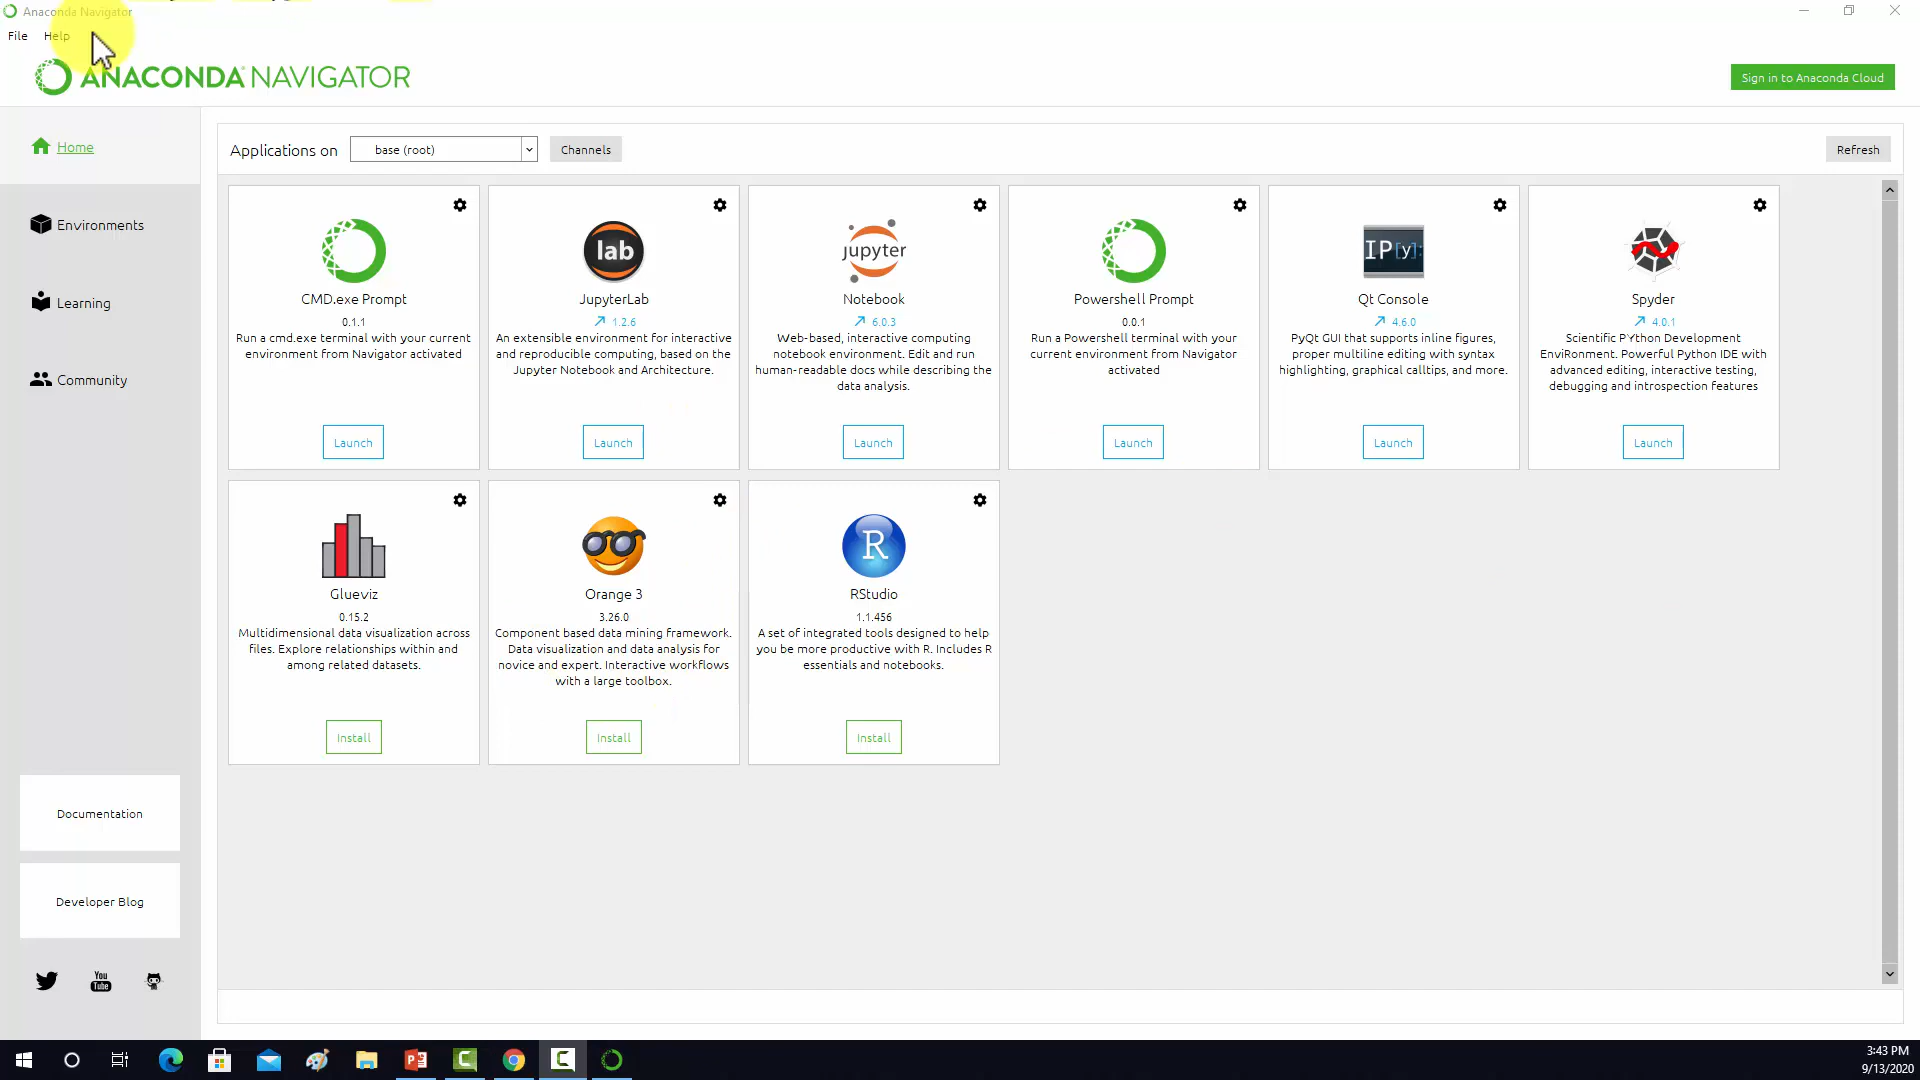 Anaconda Navigator
File Help
ANACONDA NAVIGATOR
Sign in to Anaconda Cloud
Home
Environments
Learning
Community
Documentation
Developer Blog
You
Tube
Applications on base (root) Channels Refresh
CMD.exe Prompt
0.1.1
Run a cmd.exe terminal with your current
environment from Navigator activated
Launch
lab
JupyterLab
1.2.6
An extensible environment for interactive
and reproducible computing, based on the
Jupyter Notebook and Architecture.
Launch
jupyter
Notebook
6.0.3
Web-based, interactive computing
notebook environment. Edit and run
human-readable docs while describing the
data analysis.
Launch
Powershell Prompt
0.0.1
Run a Powershell terminal with your
current environment from Navigator
activated
Launch
IP[y]:
Qt Console
4.6.0
PyQt GUI that supports inline figures,
proper multiline editing with syntax
highlighting, graphical calltips, and more.
Launch
Spyder
4.0.1
Scientific PYthon Development
EnviRonment. Powerful Python IDE with
advanced editing, interactive testing,
debugging and introspection features
Launch
Glueviz
0.15.2
Multidimensional data visualization across
files. Explore relationships within and
among related datasets.
Install
Orange 3
3.26.0
Component based data mining framework.
Data visualization and data analysis for
novice and expert. Interactive workflows
with a large toolbox.
Install
R
RStudio
1.1.456
A set of integrated tools designed to help
you be more productive with R. Includes R
essentials and notebooks.
Install
3:43 PM
9/13/2020